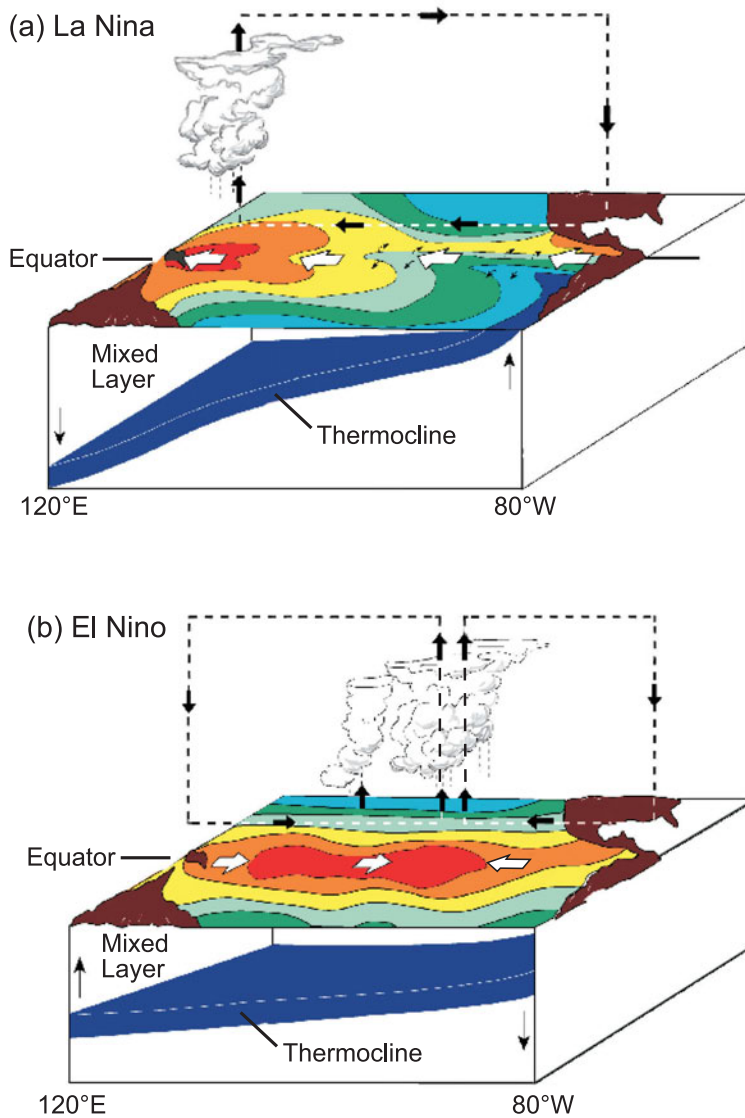 (a) La Nina
Equator
Mixed
Layer
Thermocline
120°E
80°W
(b) El Nino
Equator
Mixed
Layer
Thermocline
120°E
80°W